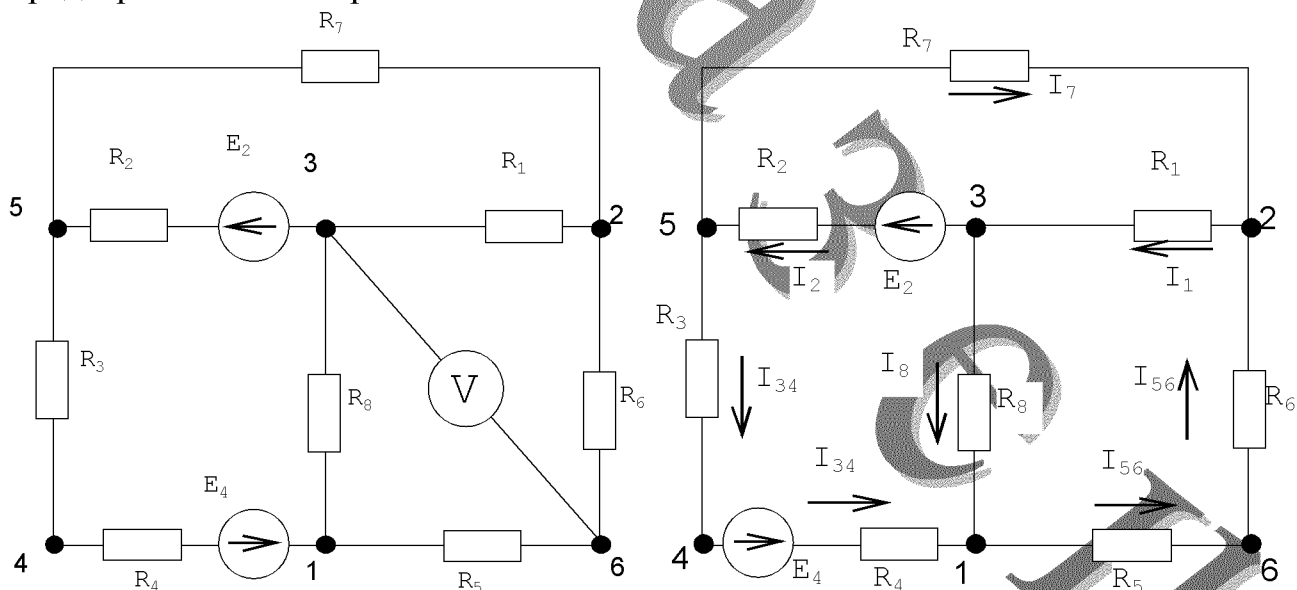 R7 R7
I7
R2 E2 3 R1 R2 3 R1
5 2 5 2
I2 E2 I1
R3 R8 V R6 R3 I34 I8 R8 I56 R6
E4 I34 I56
4 R4 1 R5 6 4 E4 R4 1 R5 6